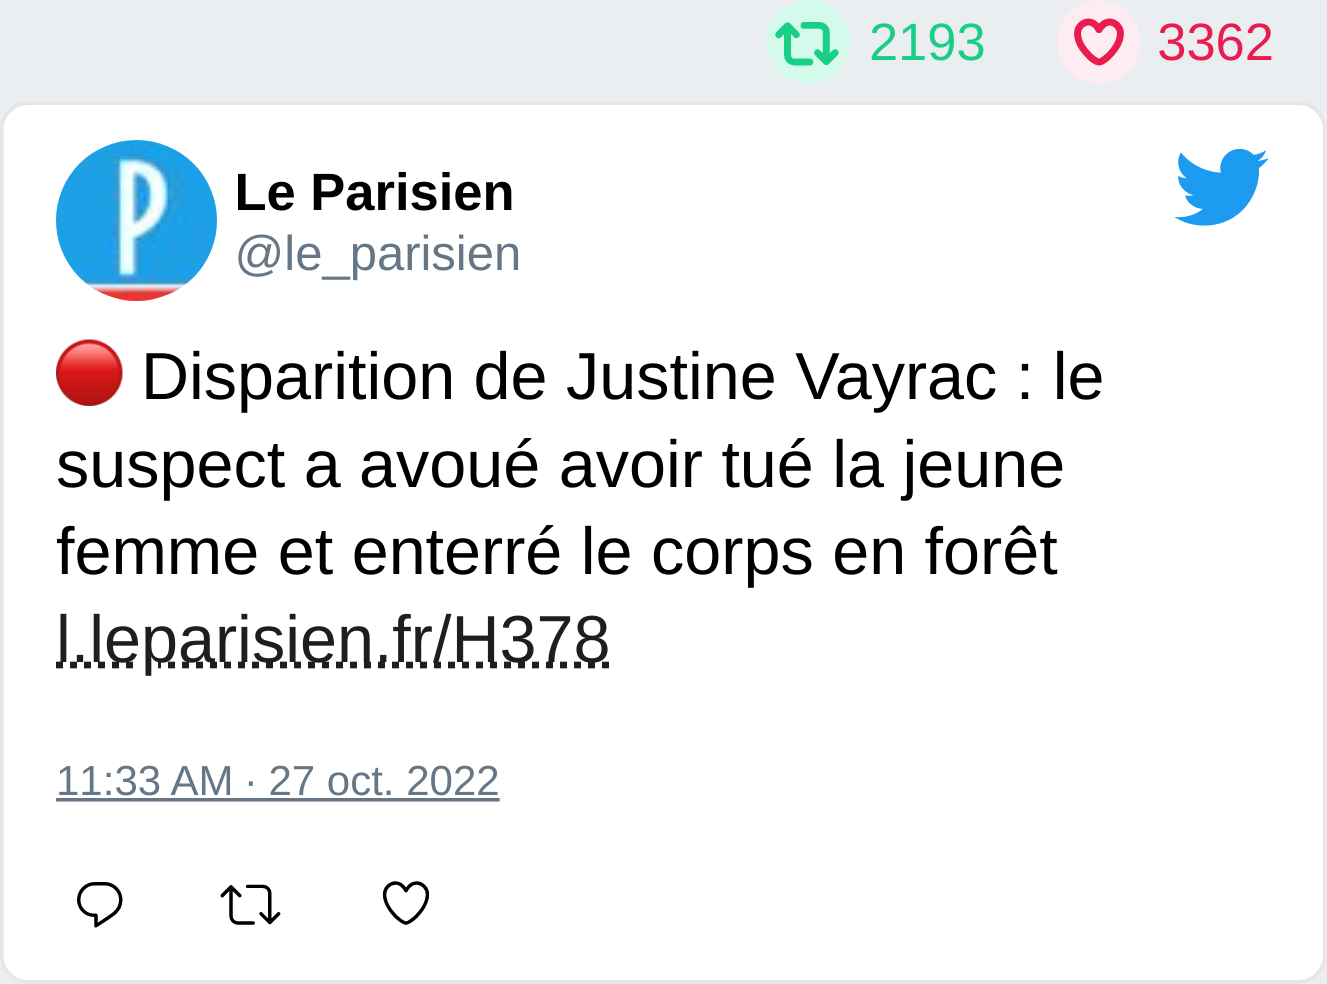 2193 3362
Le Parisien
@le_parisien
🔴 Disparition de Justine Vayrac : le
suspect a avoué avoir tué la jeune
femme et enterré le corps en forêt
l.leparisien.fr/H378
11:33 AM · 27 oct. 2022